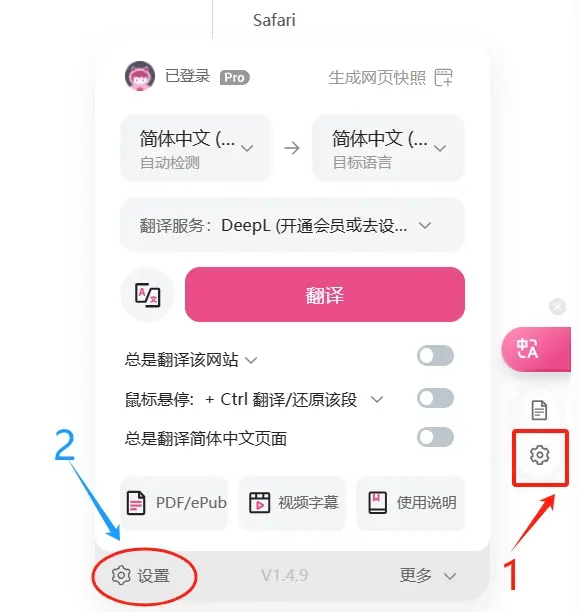 Safari
已登录 Pro 生成网页快照
简体中文 (... → 简体中文 (...
自动检测 目标语言
翻译服务： DeepL (开通会员或去设...
A 文 翻译
总是翻译该网站
中 A
鼠标悬停： + Ctrl 翻译/还原该段
总是翻译简体中文页面
2
PDF/ePub 视频字幕 使用说明
1
设置 V1.4.9 更多